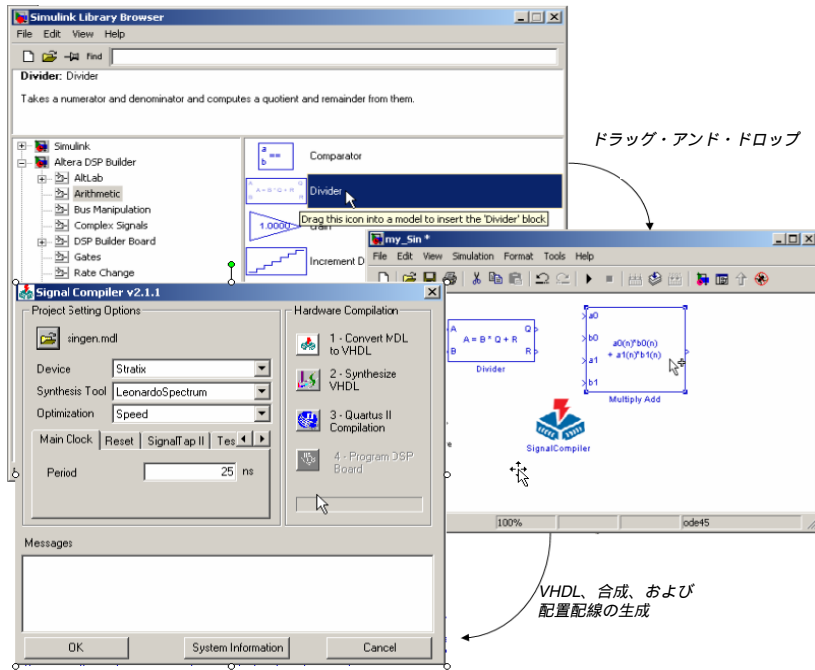 Simulink Library Browser
File Edit View Help
Find
Divider: Divider
Takes a numerator and denominator and computes a quotient and remainder from them.
Simulink
Altera DSP Builder
AltLab
Arithmetic
Bus Manipulation
Complex Signals
DSP Builder Board
Gates
Rate Change
a
==
b
Comparator
A = B * Q + R
Divider
Drag this icon into a model to insert the 'Divider' block
1.0000
Increment D
ドラッグ・アンド・ドロップ
my_Sin *
File Edit View Simulation Format Tools Help
A Q
A = B * Q + R
B R
Divider
a0
b0
a1
b1
a0(n)*b0(n)
+ a1(n)*b1(n)
Multiply Add
SignalCompiler
100% ode45
Signal Compiler v2.1.1
Project Setting Options
singen.mdl
Device Stratix
Synthesis Tool LeonardoSpectrum
Optimization Speed
Main Clock Reset SignalTap II Tes
Period 25 ns
Hardware Compilation
1 - Convert MDL
to VHDL
2 - Synthesize
VHDL
3 - Quartus II
Compilation
4 - Program DSP
Board
Messages
OK System Information Cancel
VHDL、合成、および
配置配線の生成